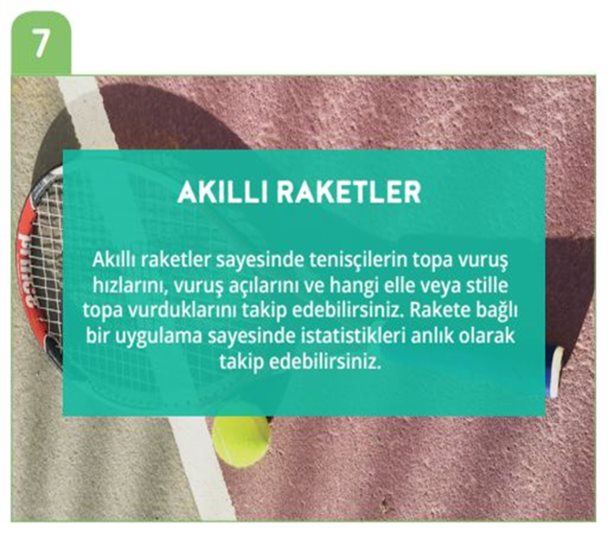 7
AKILLI RAKETLER
Akıllı raketler sayesinde tenisçilerin topa vuruş
hızlarını, vuruş açılarını ve hangi elle veya stille
topa vurduklarını takip edebilirsiniz. Rakete bağlı
bir uygulama sayesinde istatistikleri anlık olarak
takip edebilirsiniz.
prince